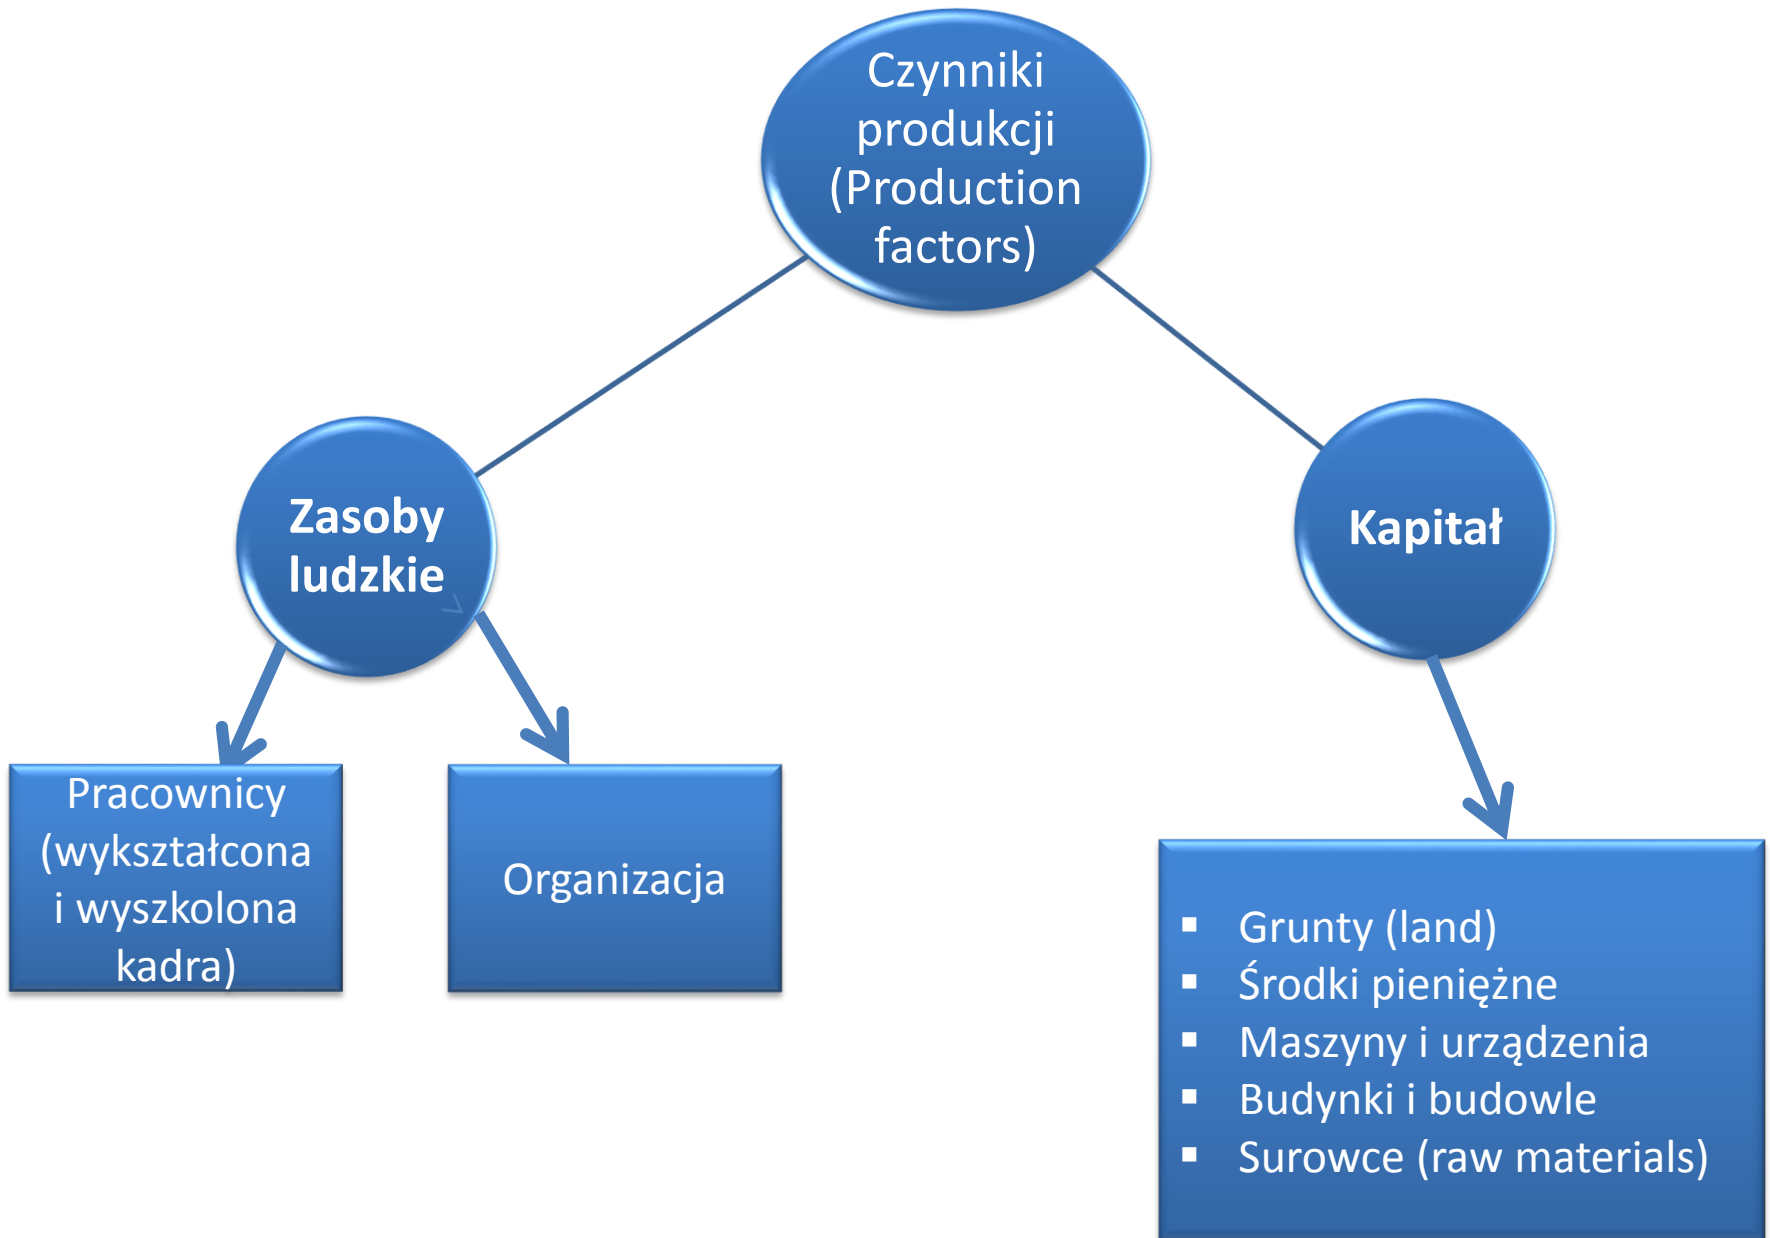 Czynniki
produkcji
(Production
factors)
Zasoby
ludzkie
Kapitał
Pracownicy
(wykształcona
i wyszkolona
kadra)
Organizacja
▪ Grunty (land)
▪ Środki pieniężne
▪ Maszyny i urządzenia
▪ Budynki i budowle
▪ Surowce (raw materials)